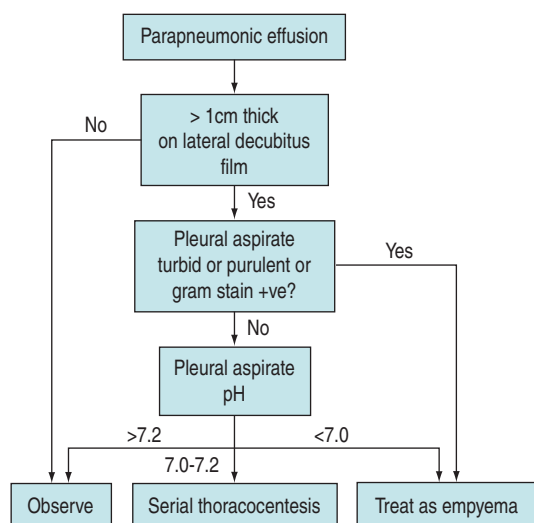 Parapneumonic effusion
> 1cm thick
on lateral decubitus
film
No
Yes
Pleural aspirate
turbid or purulent or
gram stain +ve?
Yes
No
Pleural aspirate
pH
>7.2
<7.0
7.0-7.2
Observe
Serial thoracocentesis
Treat as empyema